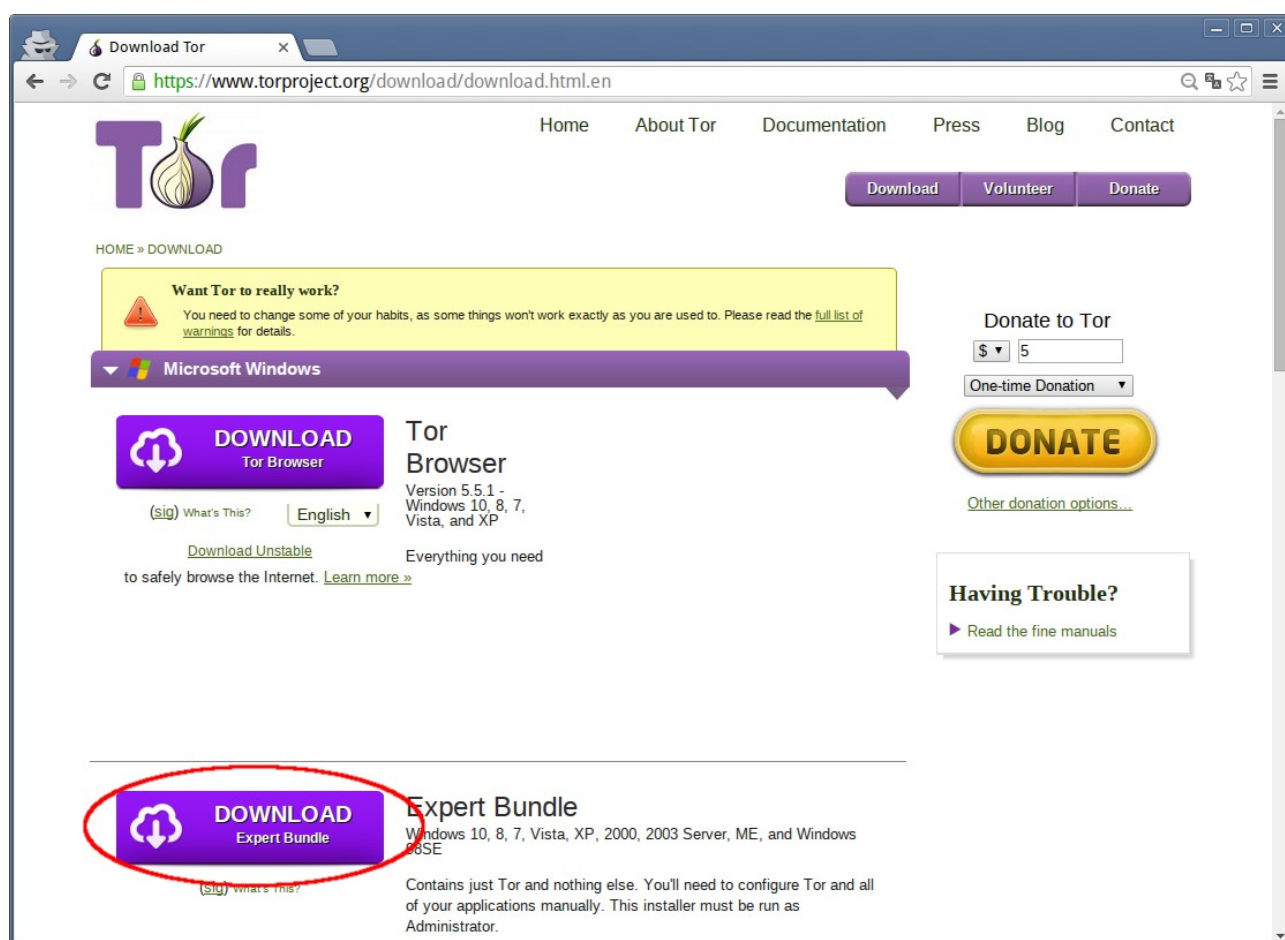 Download Tor
https://www.torproject.org/download/download.html.en
Tor
Home About Tor Documentation Press Blog Contact
Download Volunteer Donate
HOME » DOWNLOAD
Want Tor to really work?
You need to change some of your habits, as some things won't work exactly as you are used to. Please read the full list of
warnings for details.
Microsoft Windows
DOWNLOAD
Tor Browser
(sig) What's This? English
Download Unstable
Tor
Browser
Version 5.5.1 -
Windows 10, 8, 7,
Vista, and XP
Everything you need
to safely browse the Internet. Learn more »
Donate to Tor
$ 5
One-time Donation
DONATE
Other donation options...
Having Trouble?
Read the fine manuals
DOWNLOAD
Expert Bundle
(sig) What's This?
Expert Bundle
Windows 10, 8, 7, Vista, XP, 2000, 2003 Server, ME, and Windows
98SE
Contains just Tor and nothing else. You'll need to configure Tor and all
of your applications manually. This installer must be run as
Administrator.